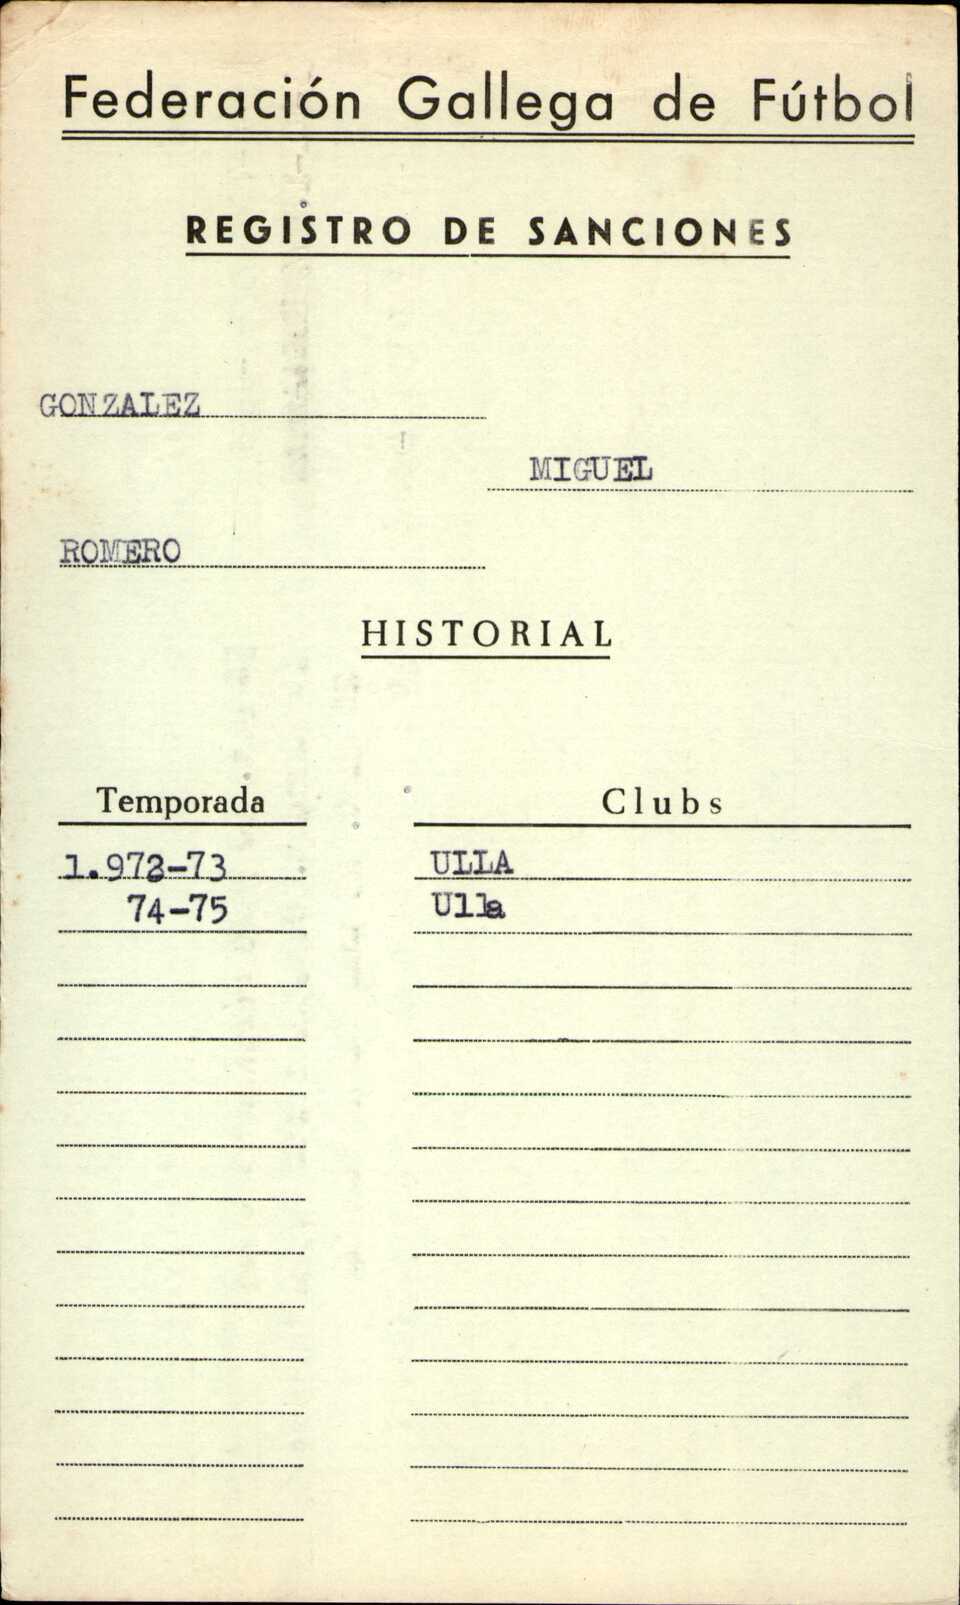 Federación Gallega de Fútbol
REGISTRO DE SANCIONES
GONZALEZ
MIGUEL
ROMERO
HISTORIAL
Temporada Clubs
1.972-73 ULLA
74-75 Ulla